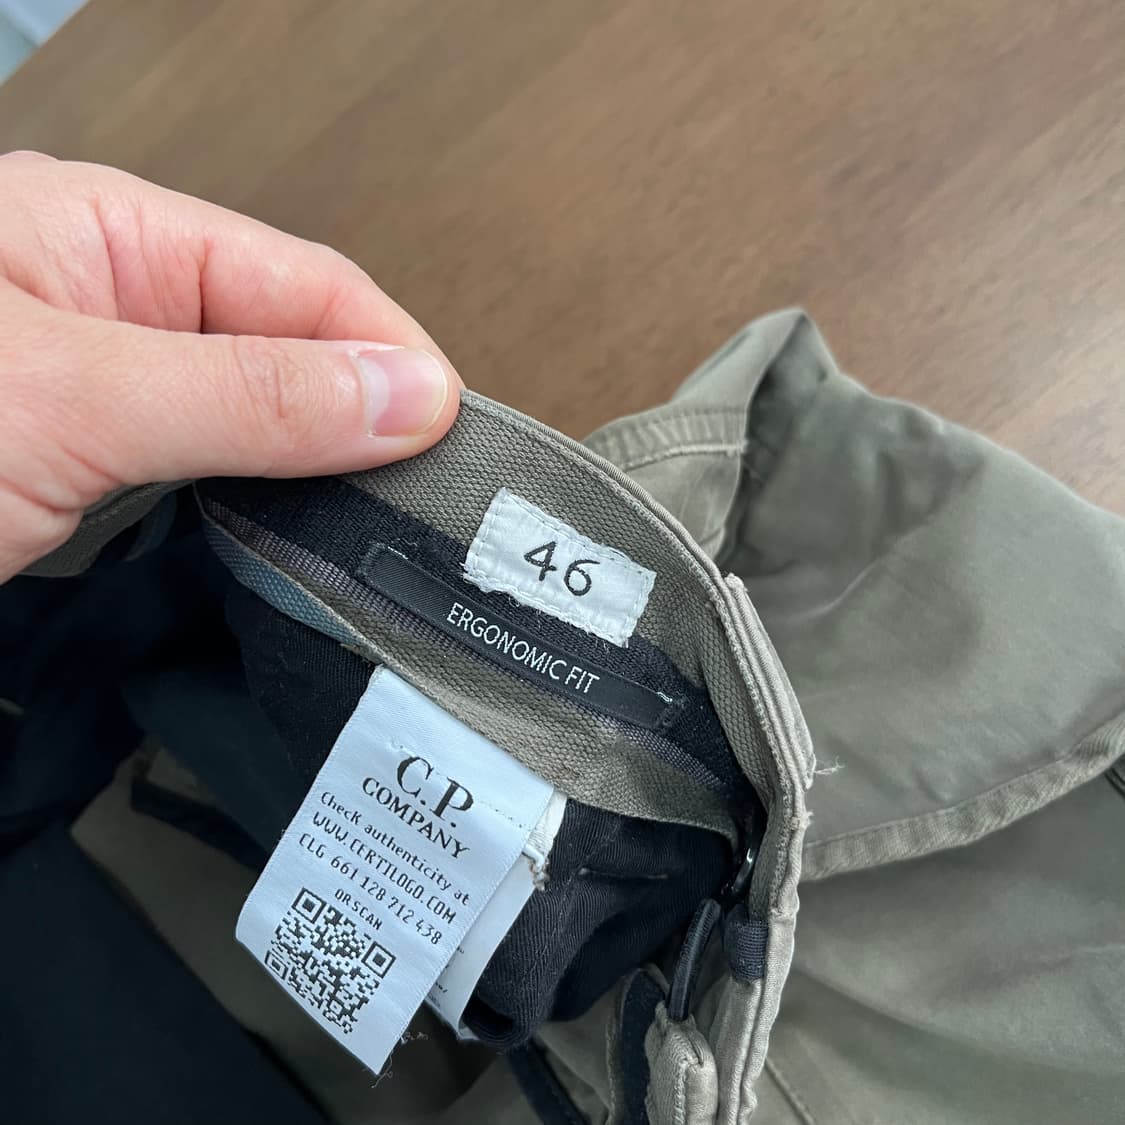 46
ERGONOMIC FIT
C.P.
COMPANY
Check authenticity at
WWW.CERTILOGO.COM
CLG 661 128 712 438
OR SCAN